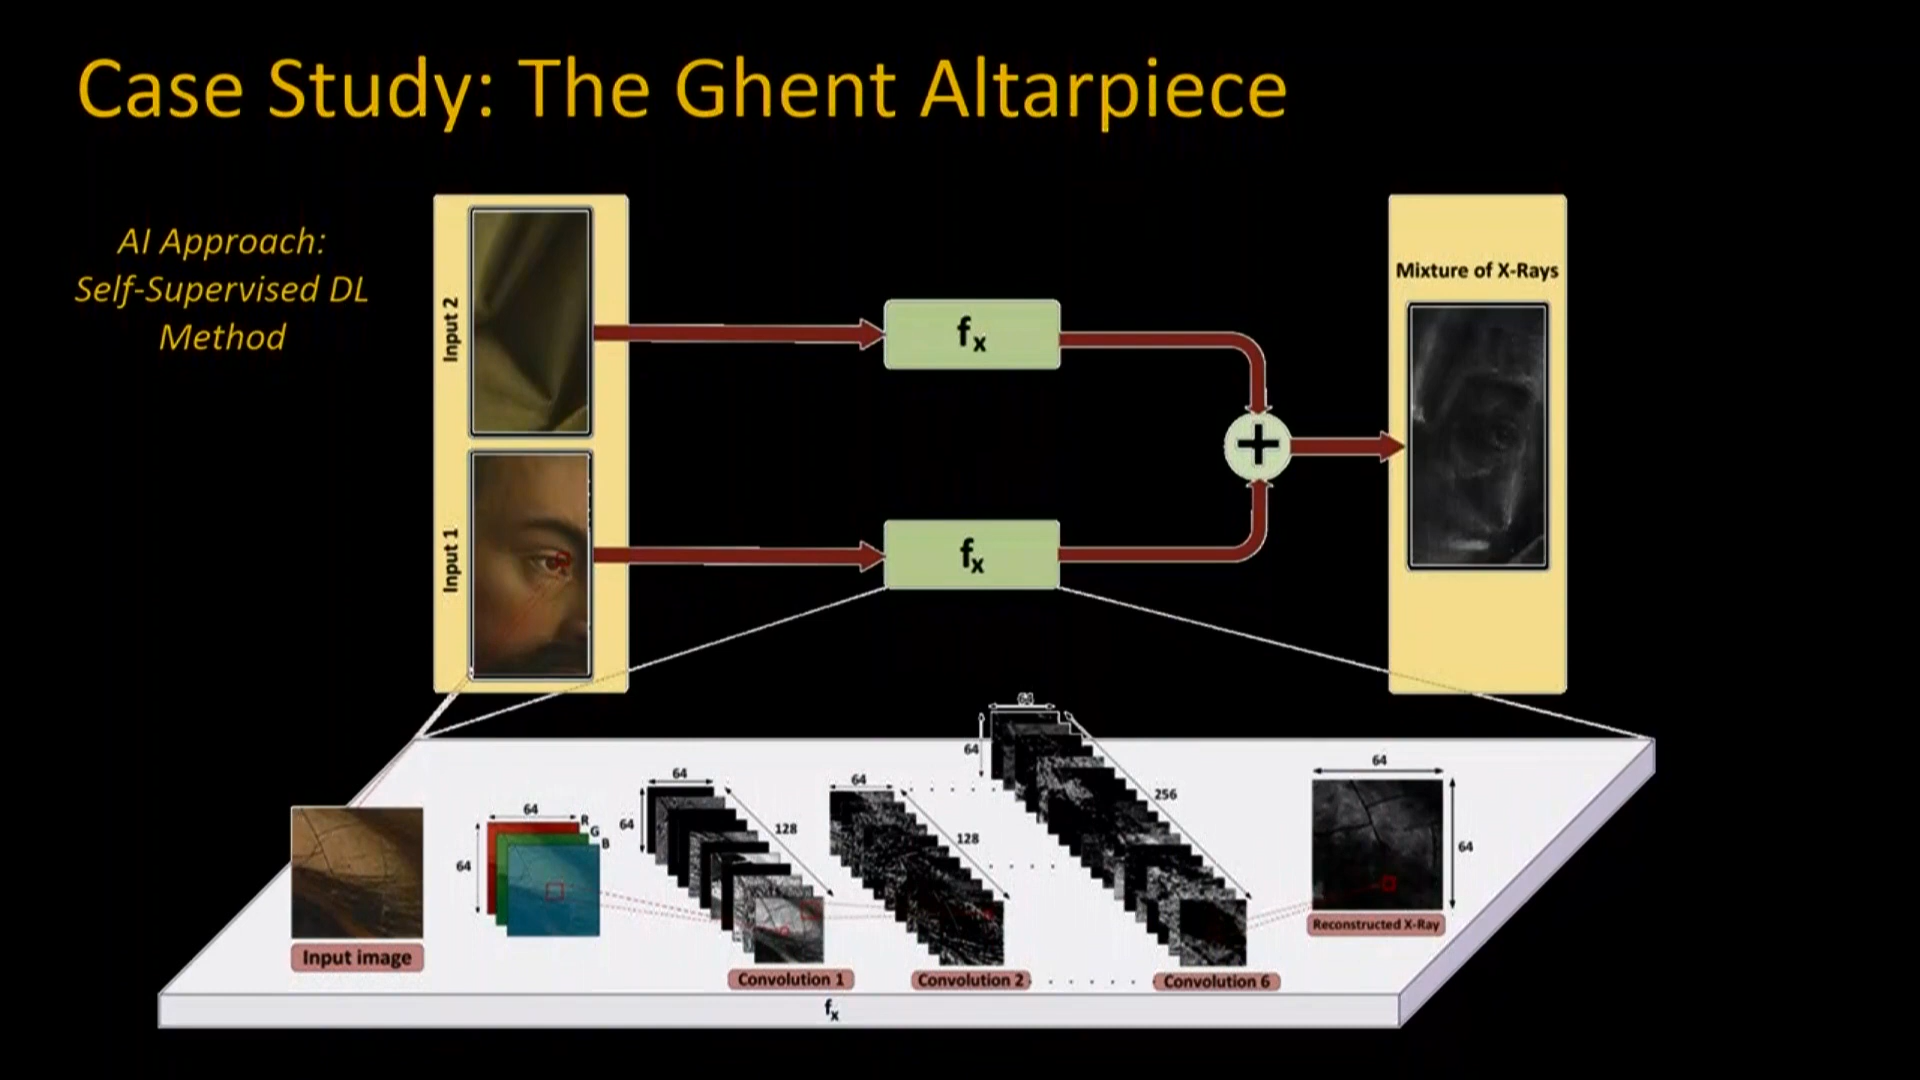 Case Study: The Ghent Altarpiece
AI Approach:
Self-Supervised DL
Method
Input 2
Input 1
fx
fx
+
Mixture of X-Rays
Input image
64
64
R
G
B
64
64
128
Convolution 1
64
128
Convolution 2
64
64
256
Convolution 6
64
64
Reconstructed X-Ray
fx